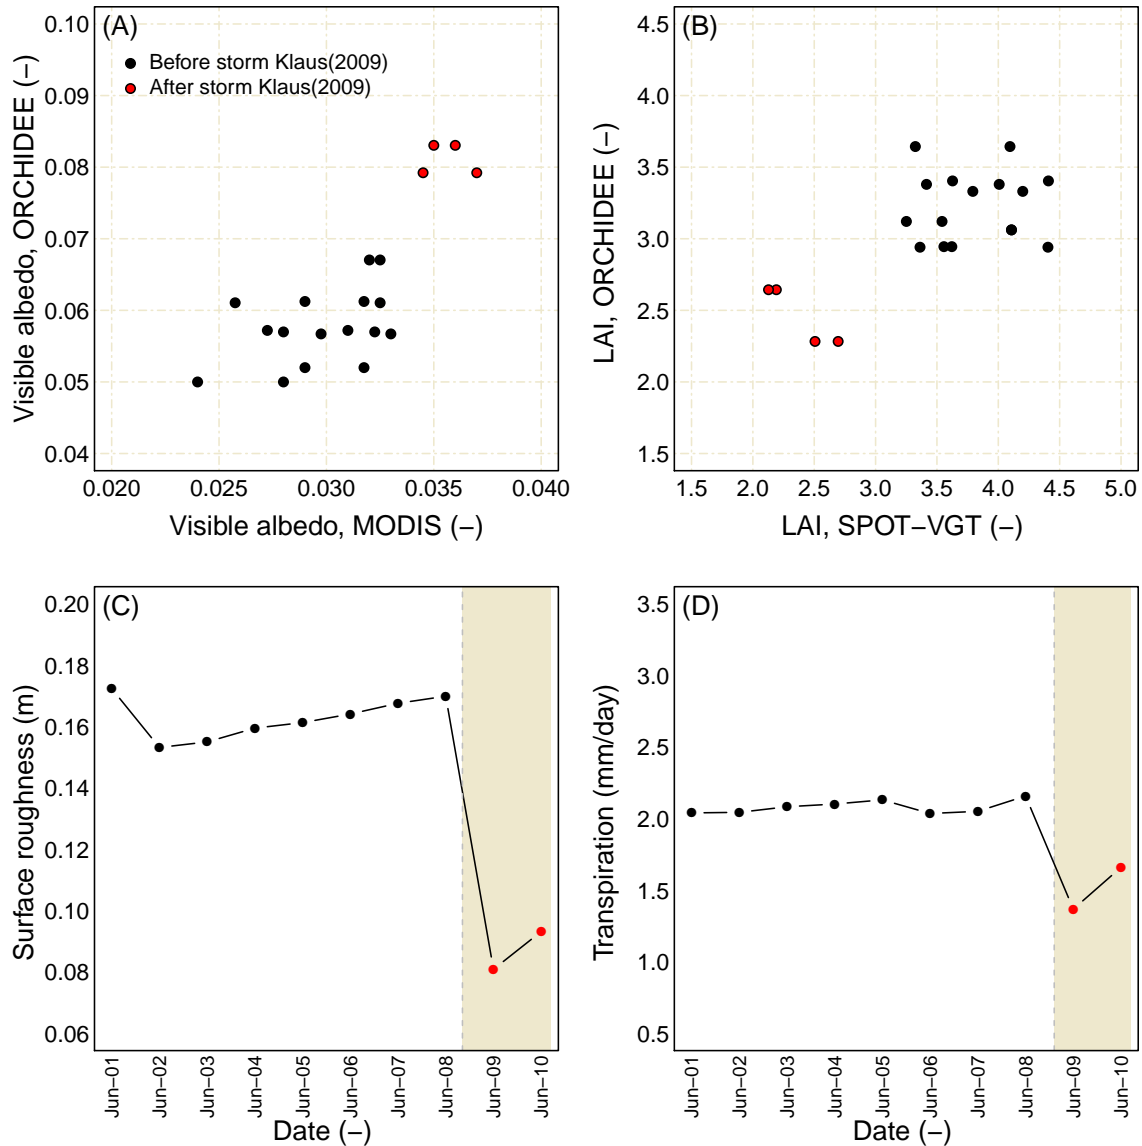 (A)
Before storm Klaus(2009)
After storm Klaus(2009)
Visible albedo, ORCHIDEE (−)
0.10
0.09
0.08
0.07
0.06
0.05
0.04
0.020 0.025 0.030 0.035 0.040
Visible albedo, MODIS (−)
(B)
LAI, ORCHIDEE (−)
4.5
4.0
3.5
3.0
2.5
2.0
1.5
1.5 2.0 2.5 3.0 3.5 4.0 4.5 5.0
LAI, SPOT−VGT (−)
(C)
Surface roughness (m)
0.20
0.18
0.16
0.14
0.12
0.10
0.08
0.06
Jun−01 Jun−02 Jun−03 Jun−04 Jun−05 Jun−06 Jun−07 Jun−08 Jun−09 Jun−10
Date (−)
(D)
Transpiration (mm/day)
3.5
3.0
2.5
2.0
1.5
1.0
0.5
Jun−01 Jun−02 Jun−03 Jun−04 Jun−05 Jun−06 Jun−07 Jun−08 Jun−09 Jun−10
Date (−)